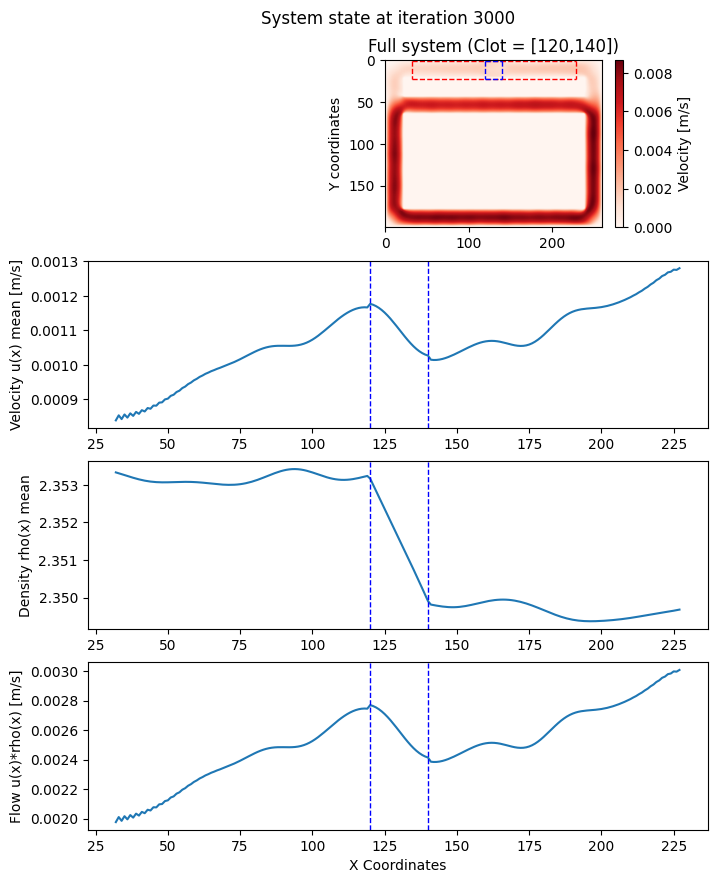 System state at iteration 3000
Full system (Clot = [120,140])
0
50
100
150
0 100 200
Y coordinates
0.008
0.006
0.004
0.002
0.000
Velocity [m/s]
0.0013
0.0012
0.0011
0.0010
0.0009
Velocity u(x) mean [m/s]
25 50 75 100 125 150 175 200 225
2.353
2.352
2.351
2.350
Density rho(x) mean
25 50 75 100 125 150 175 200 225
0.0030
0.0028
0.0026
0.0024
0.0022
0.0020
Flow u(x)*rho(x) [m/s]
25 50 75 100 125 150 175 200 225
X Coordinates